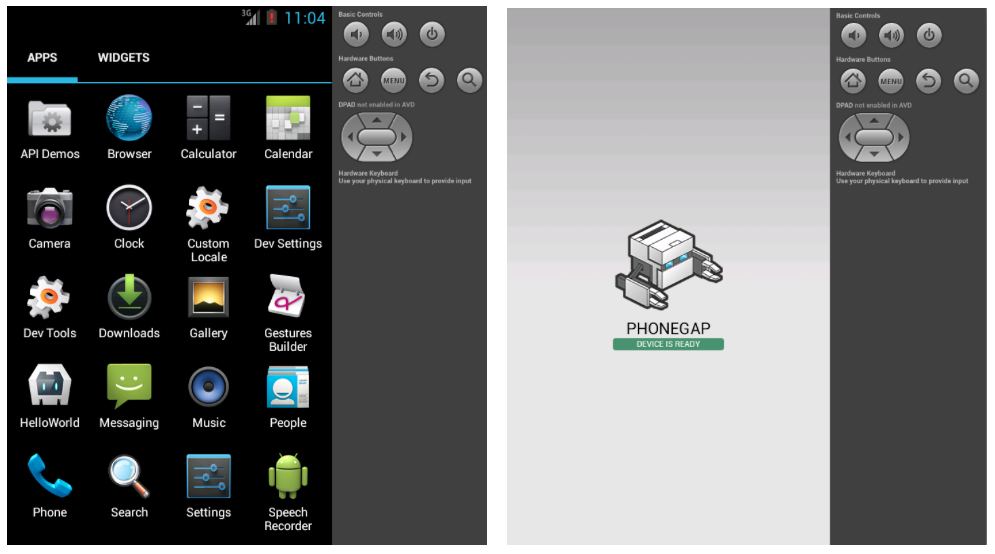 3G 11:04
APPS WIDGETS
API Demos Browser Calculator Calendar
Camera Clock Custom Locale Dev Settings
Dev Tools Downloads Gallery Gestures Builder
HelloWorld Messaging Music People
Phone Search Settings Speech Recorder
Basic Controls
Hardware Buttons
MENU
DPAD not enabled in AVD
Hardware Keyboard
Use your physical keyboard to provide input
PHONEGAP
DEVICE IS READY
Basic Controls
Hardware Buttons
MENU
DPAD not enabled in AVD
Hardware Keyboard
Use your physical keyboard to provide input